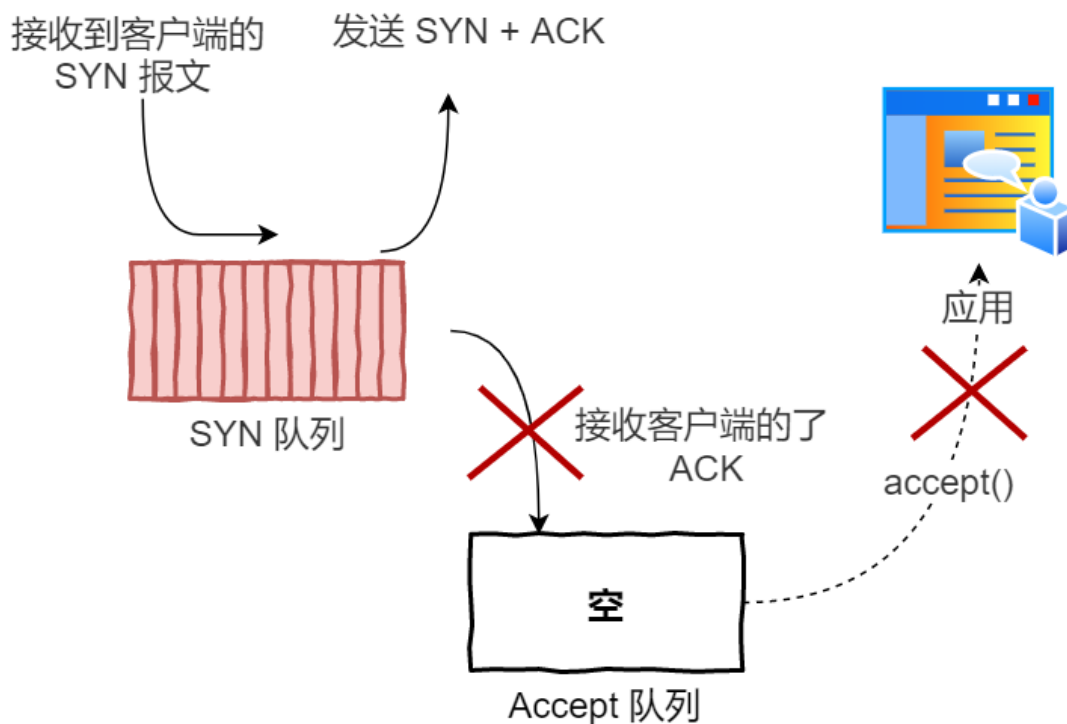 接收到客户端的
SYN 报文
发送 SYN + ACK
应用
SYN 队列
接收客户端的了
ACK
accept()
空
Accept 队列